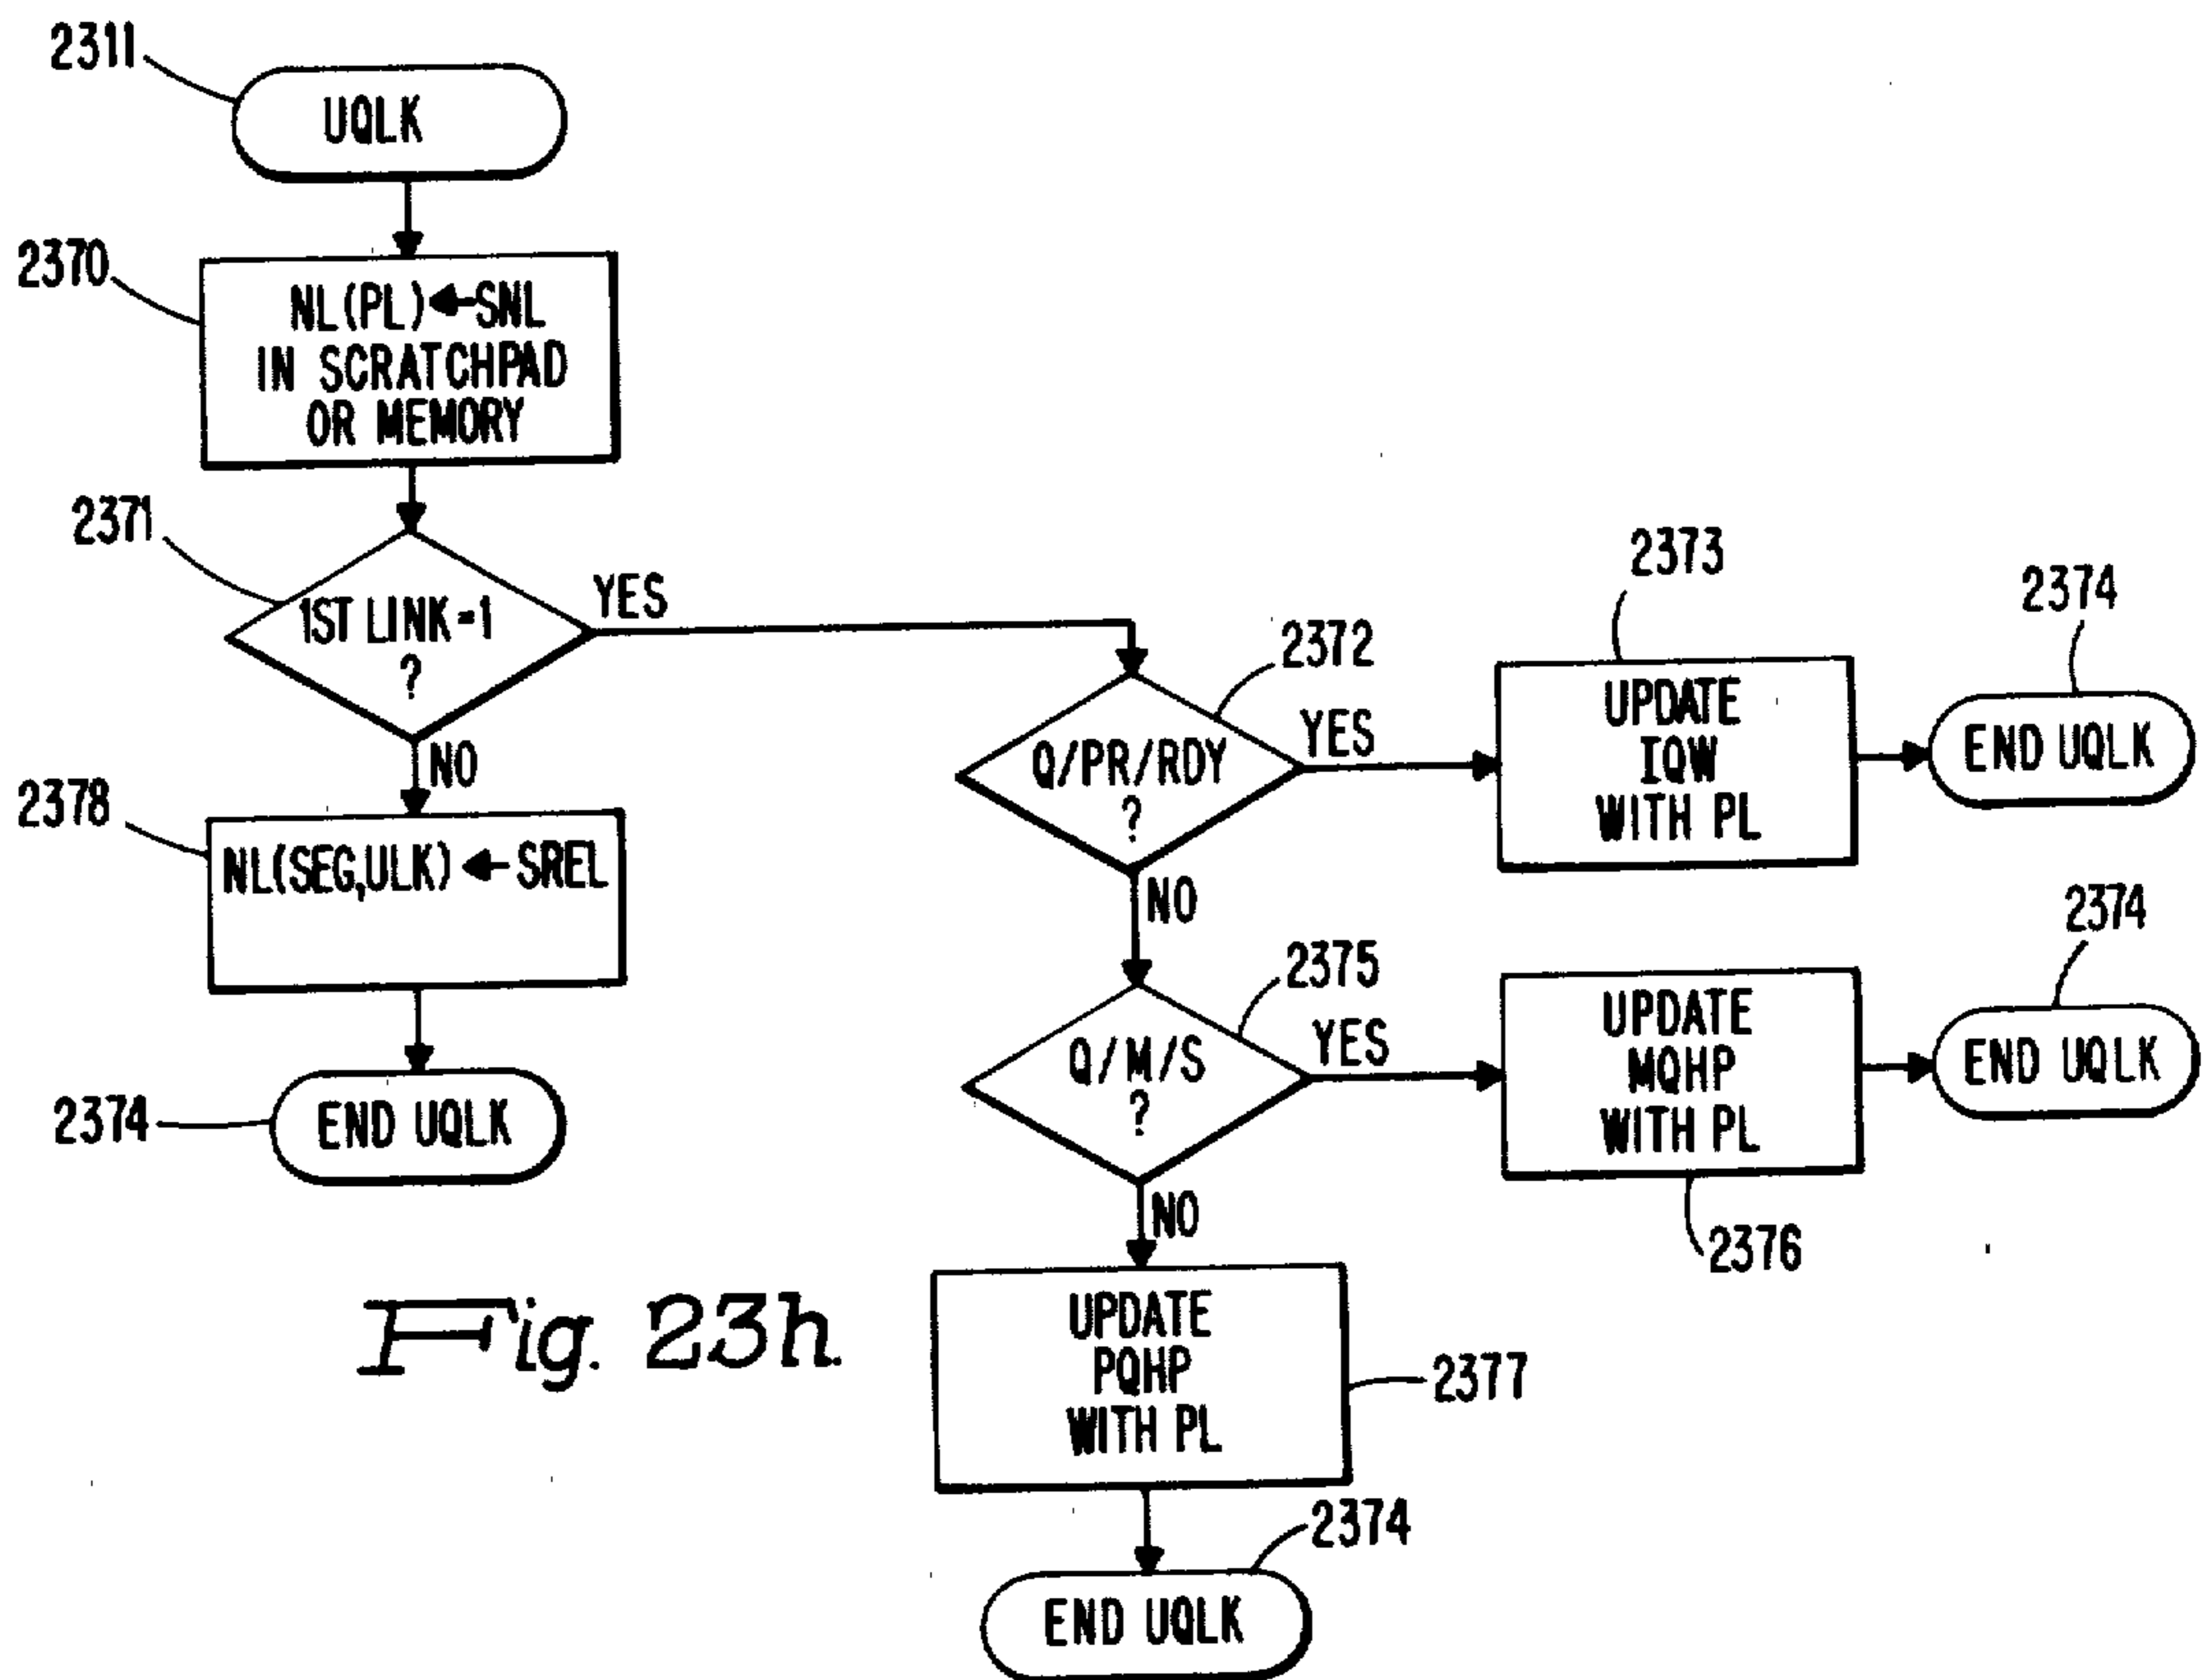 2311
UQLK
2370
NL(PL)←SNL
IN SCRATCHPAD
OR MEMORY
2371
1ST LINK=1
?
YES
NO
2372
Q/PR/RDY
?
YES
NO
2373
UPDATE
IQW
WITH PL
2374
END UQLK
2378
NL(SEG,ULK)←SREL
2374
END UQLK
2375
Q/M/S
?
YES
NO
UPDATE
MQHP
WITH PL
2376
2374
END UQLK
UPDATE
PQHP
WITH PL
2377
2374
END UQLK
Fig. 23h.